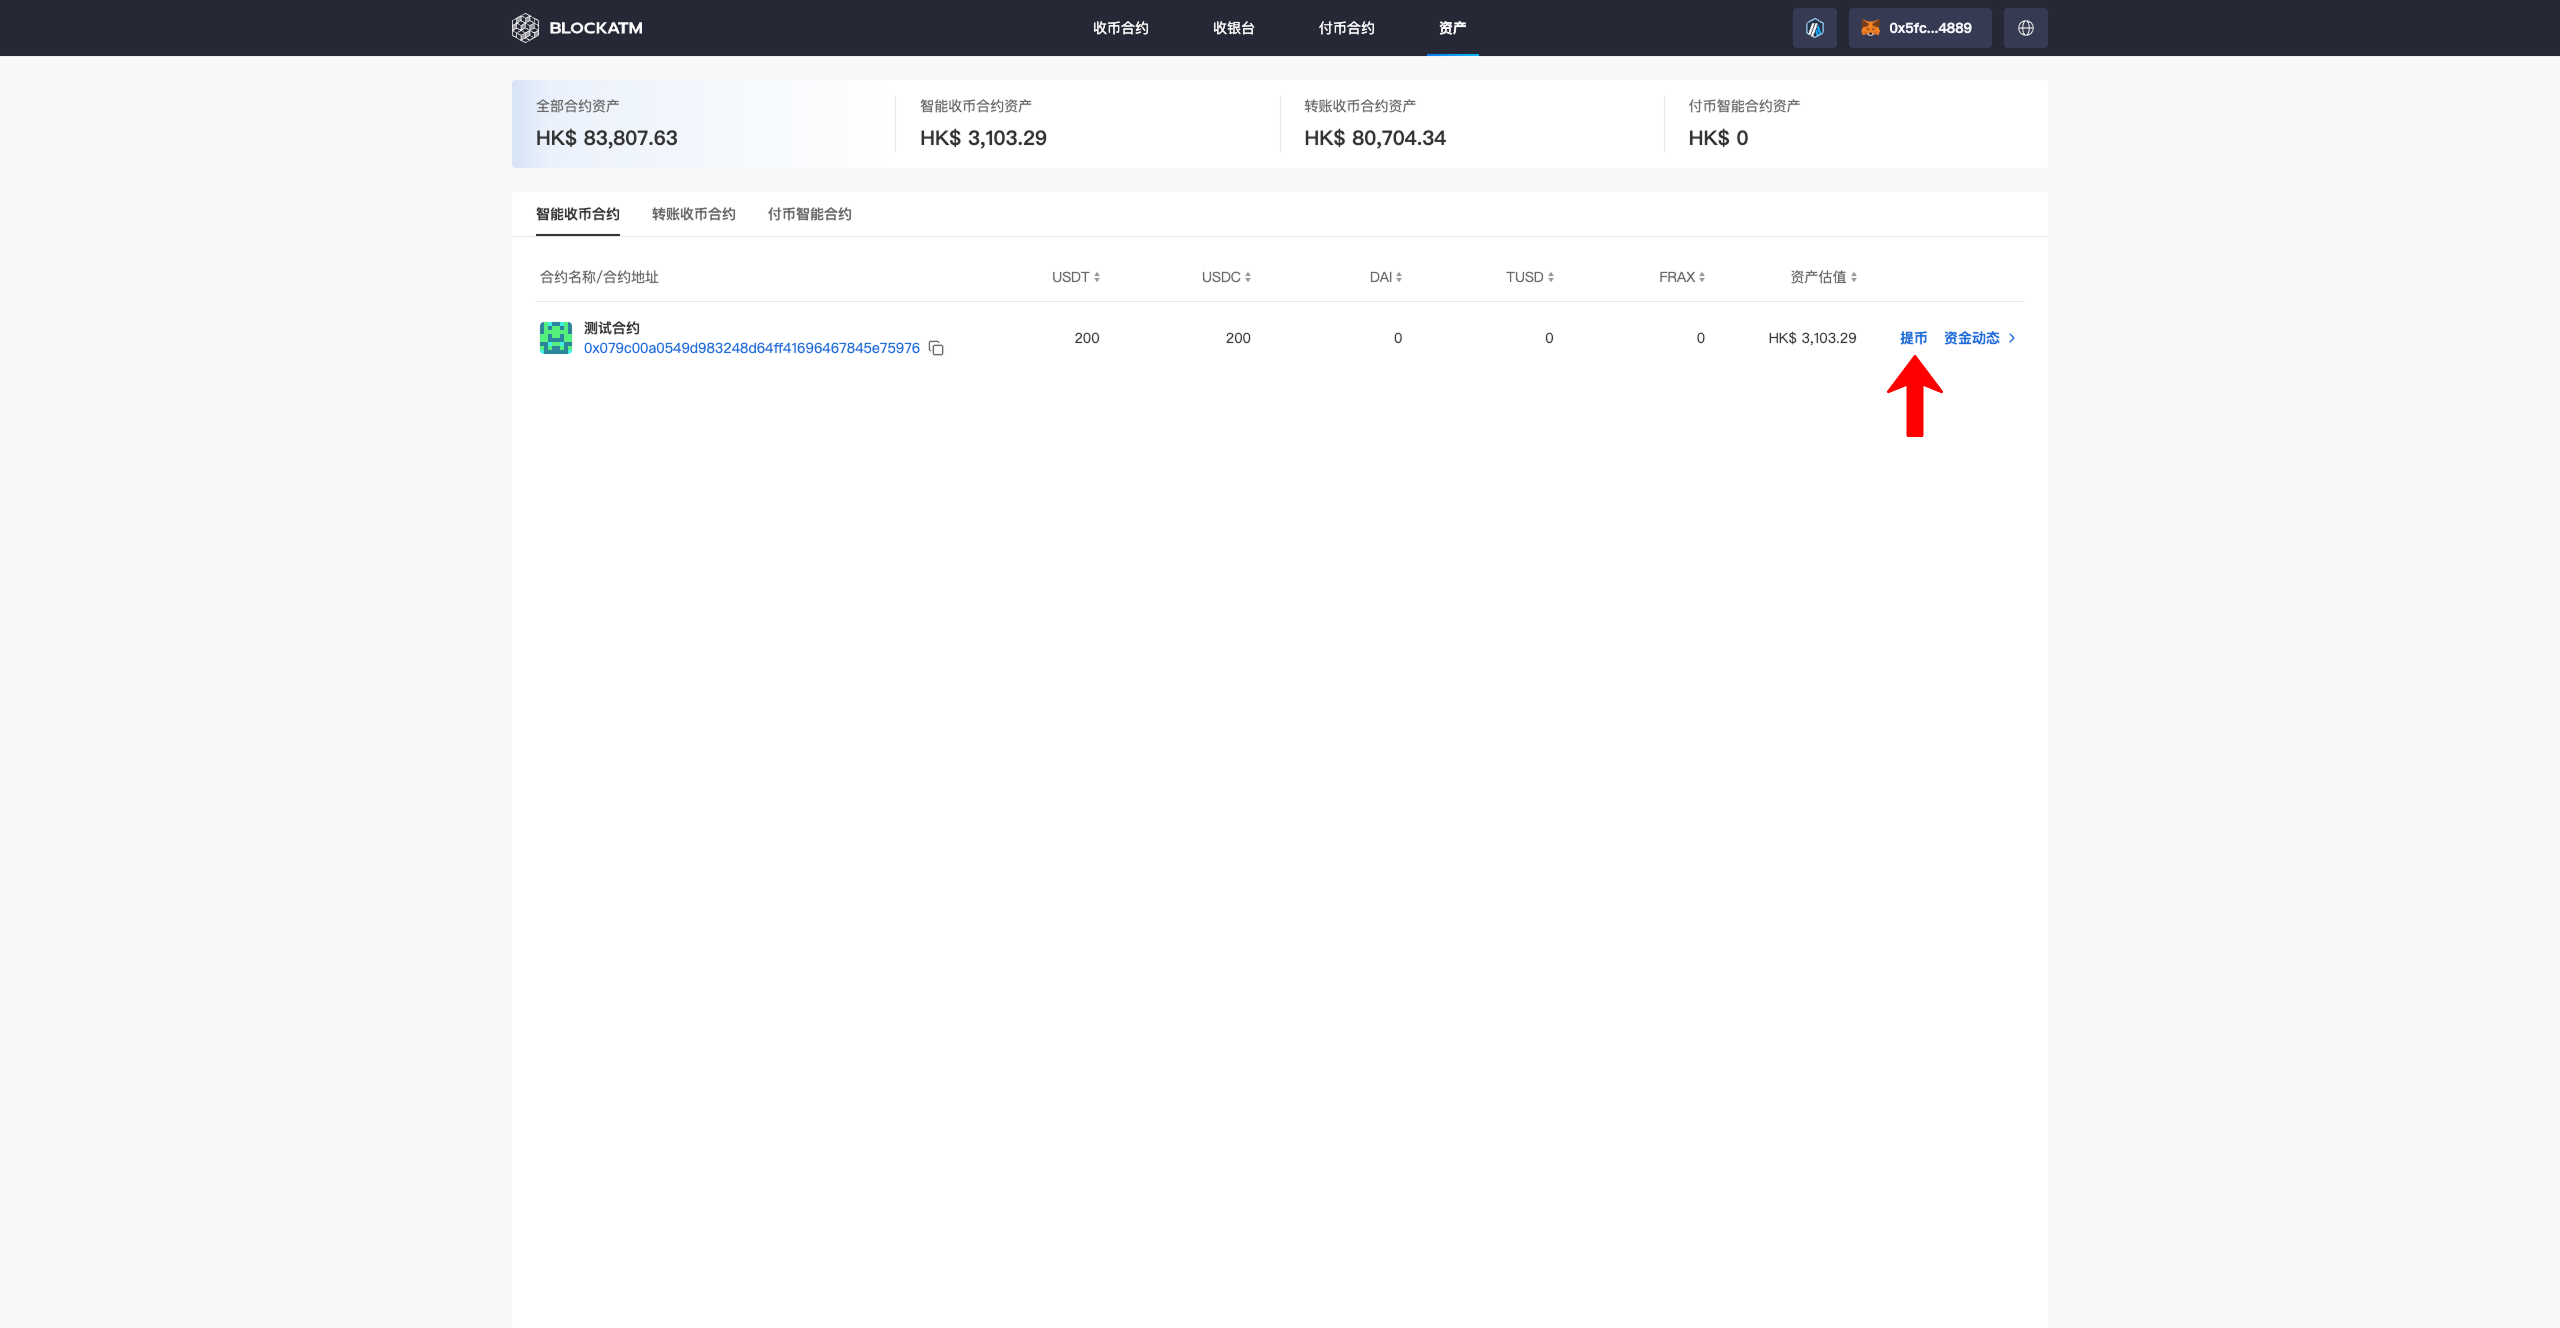 BLOCKATM 收币合约 收银台 付币合约 资产 0x5fc...4889
全部合约资产 智能收币合约资产 转账收币合约资产 付币智能合约资产
HK$ 83,807.63 HK$ 3,103.29 HK$ 80,704.34 HK$ 0
智能收币合约 转账收币合约 付币智能合约
合约名称/合约地址 USDT USDC DAI TUSD FRAX 资产估值
测试合约
0x079c00a0549d983248d64ff41696467845e75976 200 200 0 0 0 HK$ 3,103.29 提币 资金动态